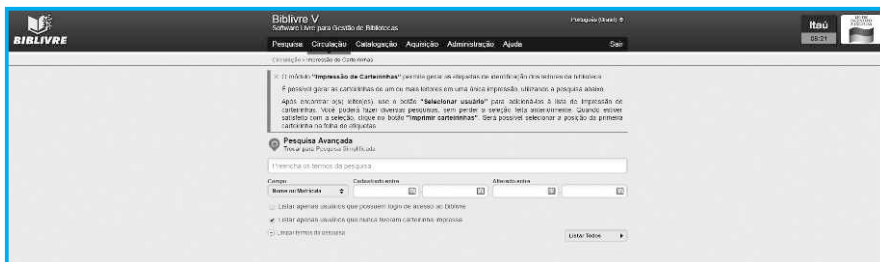 BIBLIVRE
Biblivre V
Software Livre para Gestão de Bibliotecas
Português (Brasil)
Pesquisa Circulação Catalogação Aquisição Administração Ajuda Sair
Itaú
08:21
Circulação › Impressão de Carteirinhas
O módulo "Impressão de Carteirinhas" permite gerar as etiquetas de identificação dos leitores da biblioteca.
É possível gerar as carteirinhas de um ou mais leitores em uma única impressão, utilizando a pesquisa abaixo.
Após encontrar o(s) leitor(es), use o botão "Selecionar usuário" para adicioná-los à lista de impressão de
carteirinhas. Você poderá fazer diversas pesquisas, sem perder a seleção feita anteriormente. Quando estiver
satisfeito com a seleção, clique no botão "Imprimir carteirinhas". Será possível selecionar a posição da primeira
carteirinha na folha de etiquetas.
Pesquisa Avançada
Trocar para Pesquisa Simplificada
Preencha os termos da pesquisa
Campo Cadastrado entre Alterado entre
Nome ou Matrícula
Listar apenas usuários que possuem login de acesso ao Biblivre
Listar apenas usuários que nunca tiveram carteirinha impressa
Limpar termos da pesquisa
Listar Todos